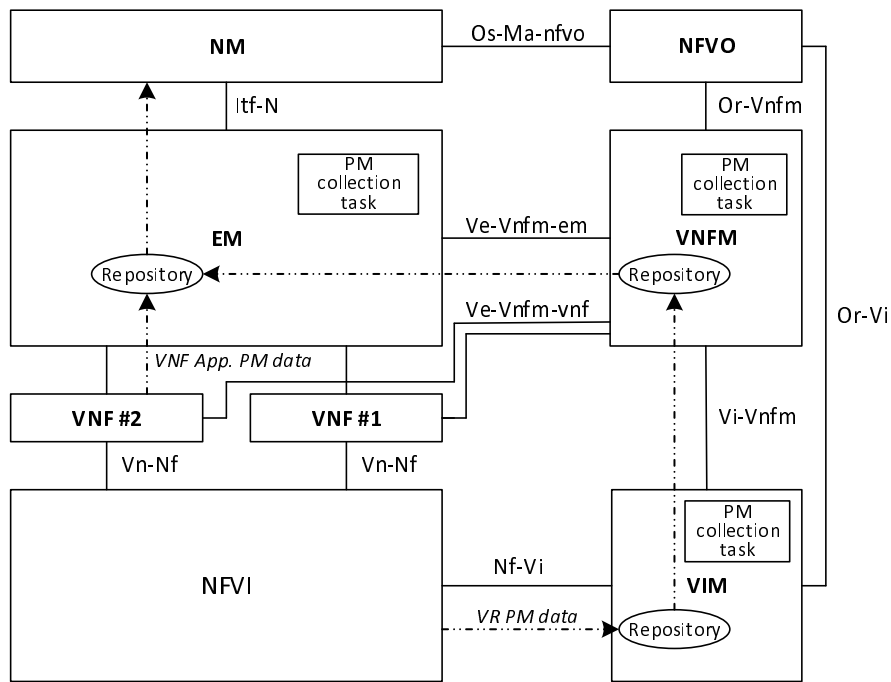 NM
Os-Ma-nfvo
NFVO
Itf-N
Or-Vnfm
PM
collection
task
EM
Repository
Ve-Vnfm-em
PM
collection
task
VNFM
Repository
Ve-Vnfm-vnf
Or-Vi
VNF App. PM data
VNF #2
VNF #1
Vi-Vnfm
Vn-Nf
Vn-Nf
NFVI
Nf-Vi
VR PM data
PM
collection
task
VIM
Repository